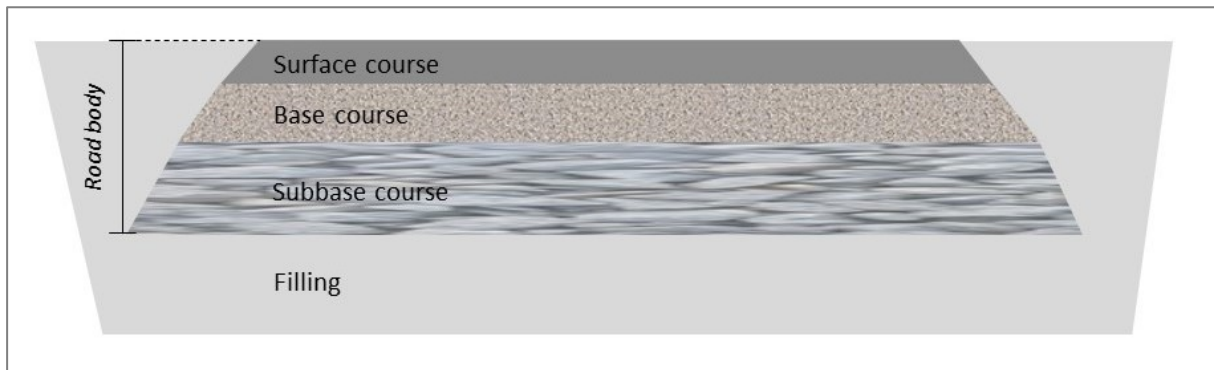 Surface course
Base course
Road body
Subbase course
Filling